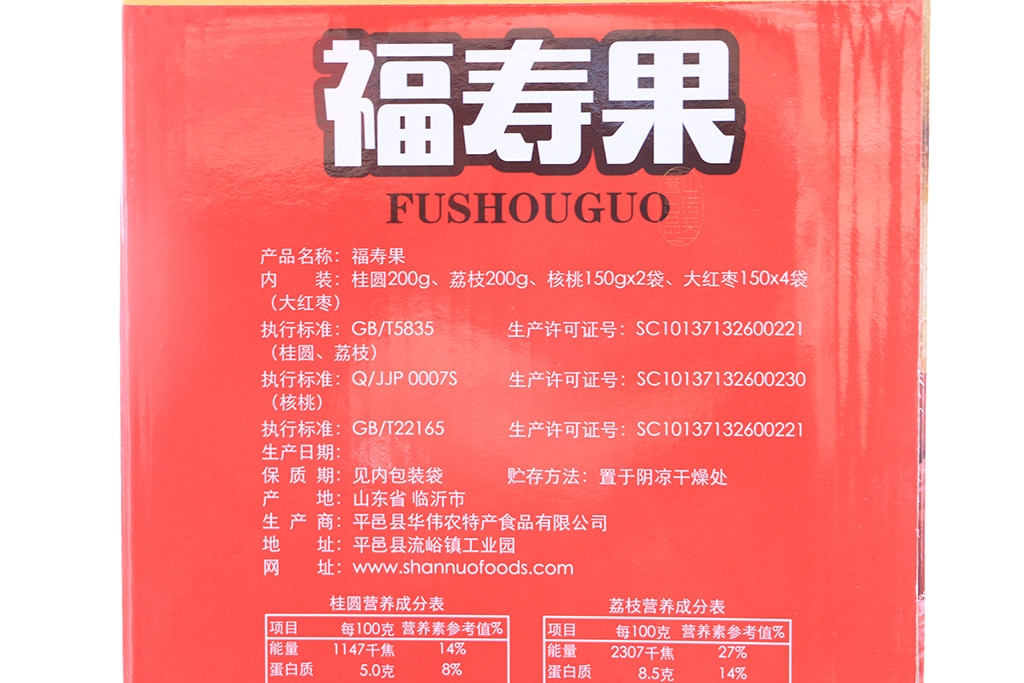 福寿果
FUSHOUGUO
产品名称：福寿果
内 装：桂圆200g、荔枝200g、核桃150gx2袋、大红枣150x4袋
（大红枣）
执行标准：GB/T5835 生产许可证号：SC10137132600221
（桂圆、荔枝）
执行标准：Q/JJP 0007S 生产许可证号：SC10137132600230
（核桃）
执行标准：GB/T22165 生产许可证号：SC10137132600221
生产日期：
保 质 期：见内包装袋 贮存方法：置于阴凉干燥处
产 地：山东省 临沂市
生 产 商：平邑县华伟农特产食品有限公司
地 址：平邑县流峪镇工业园
网 址：www.shannuofoods.com
桂圆营养成分表 荔枝营养成分表
项目 每100克 营养素参考值% 项目 每100克 营养素参考值%
能量 1147千焦 14% 能量 2307千焦 27%
蛋白质 5.0克 8% 蛋白质 8.5克 14%